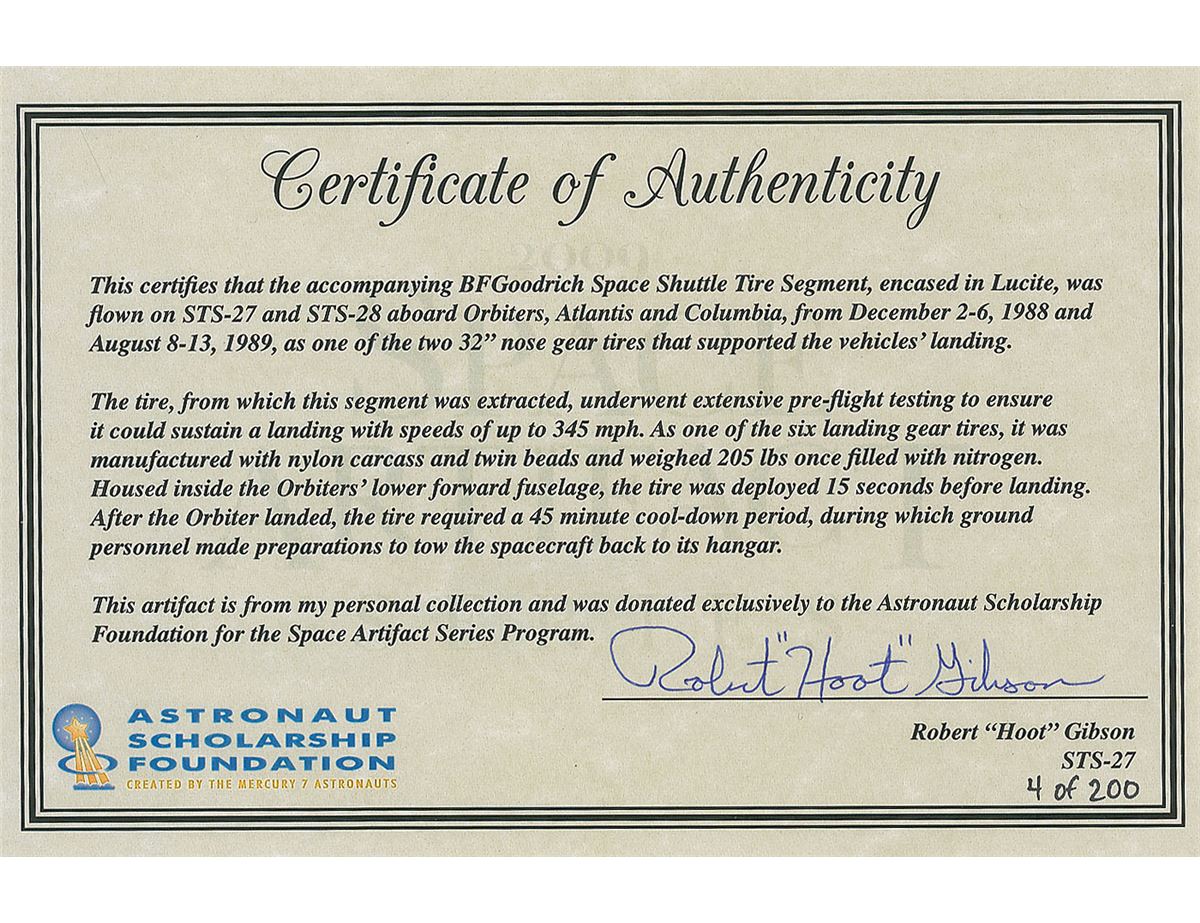 Certificate of Authenticity
2009
This certifies that the accompanying BFGoodrich Space Shuttle Tire Segment, encased in Lucite, was
flown on STS-27 and STS-28 aboard Orbiters, Atlantis and Columbia, from December 2-6, 1988 and
August 8-13, 1989, as one of the two 32” nose gear tires that supported the vehicles’ landing.
SPACE
The tire, from which this segment was extracted, underwent extensive pre-flight testing to ensure
it could sustain a landing with speeds of up to 345 mph. As one of the six landing gear tires, it was
manufactured with nylon carcass and twin beads and weighed 205 lbs once filled with nitrogen.
Housed inside the Orbiters’ lower forward fuselage, the tire was deployed 15 seconds before landing.
After the Orbiter landed, the tire required a 45 minute cool-down period, during which ground
personnel made preparations to tow the spacecraft back to its hangar.
This artifact is from my personal collection and was donated exclusively to the Astronaut Scholarship
Foundation for the Space Artifact Series Program.
Robert "Hoot" Gibson
Robert “Hoot” Gibson
STS-27
4 of 200
ASTRONAUT
SCHOLARSHIP
FOUNDATION
CREATED BY THE MERCURY 7 ASTRONAUTS